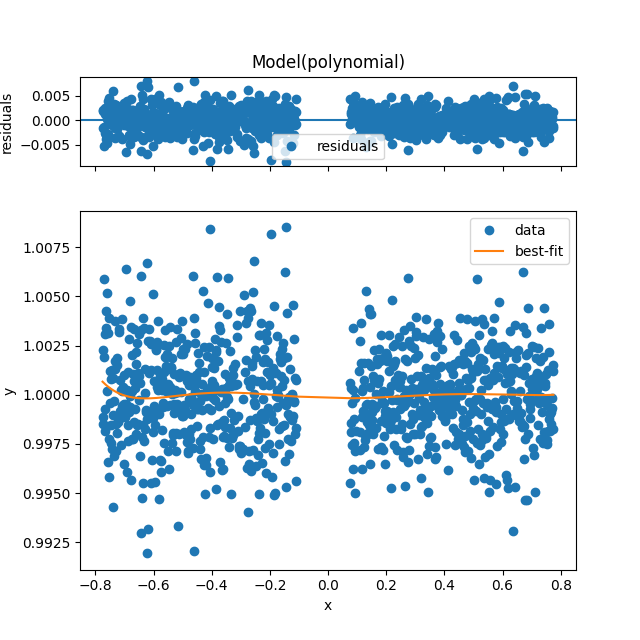 Model(polynomial)
residuals
0.005
0.000
−0.005
residuals
y
1.0075
1.0050
1.0025
1.0000
0.9975
0.9950
0.9925
data
best-fit
−0.8 −0.6 −0.4 −0.2 0.0 0.2 0.4 0.6 0.8
x